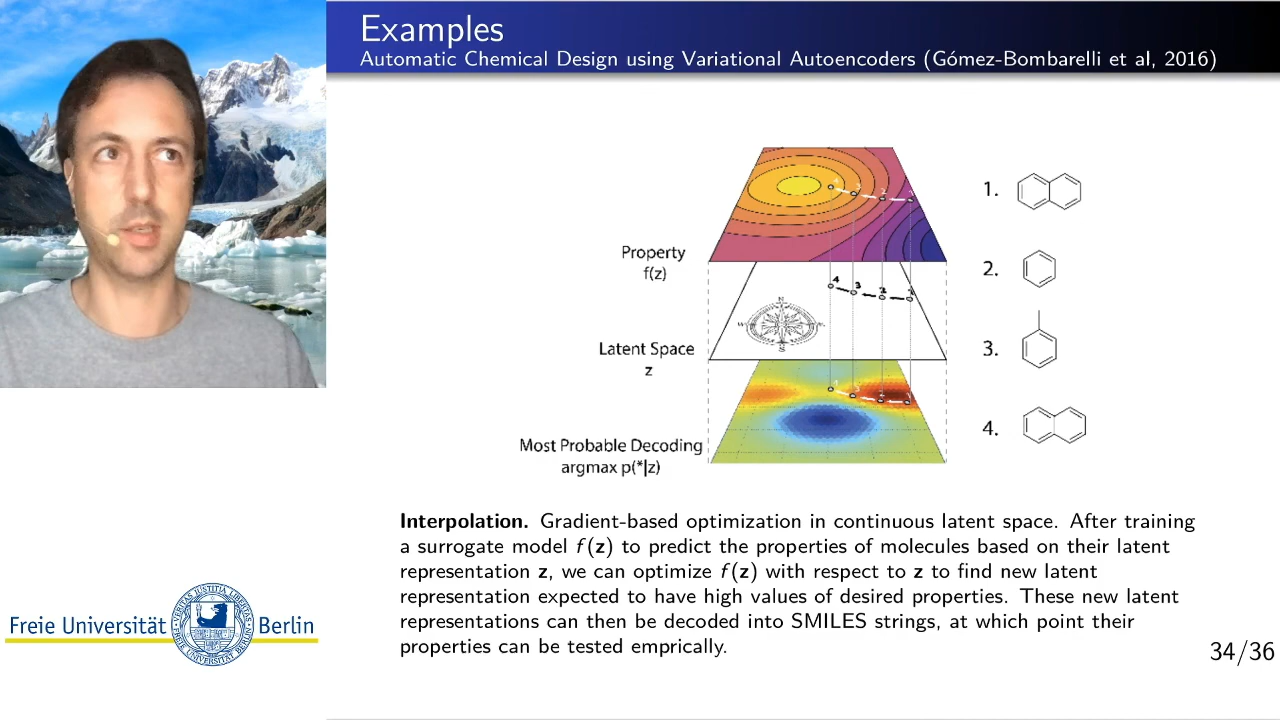 Examples
Automatic Chemical Design using Variational Autoencoders (Gómez-Bombarelli et al, 2016)
Property
f(z)
Latent Space
z
Most Probable Decoding
argmax p(*|z)
4 3 2 1
N
S
1.
2.
3.
4.
Interpolation. Gradient-based optimization in continuous latent space. After training
a surrogate model f(z) to predict the properties of molecules based on their latent
representation z, we can optimize f(z) with respect to z to find new latent
representation expected to have high values of desired properties. These new latent
representations can then be decoded into SMILES strings, at which point their
properties can be tested emprically.
Freie Universität Berlin
34/36